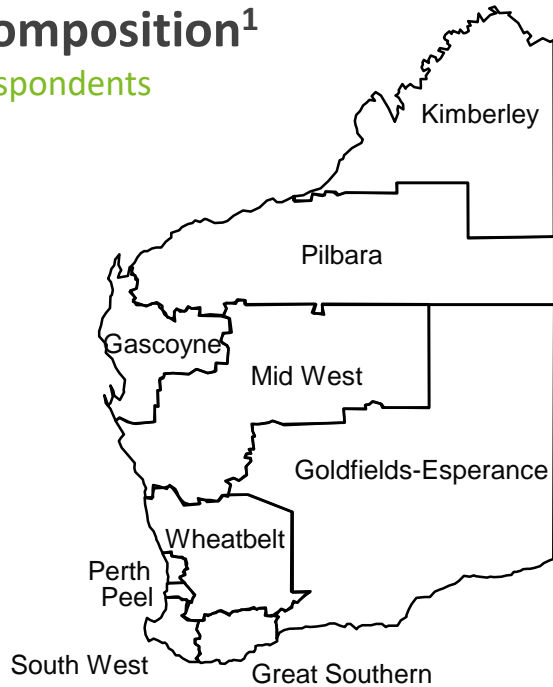 omposition¹
spondents
Kimberley
Pilbara
Gascoyne
Mid West
Goldfields-Esperance
Wheatbelt
Perth
Peel
South West
Great Southern